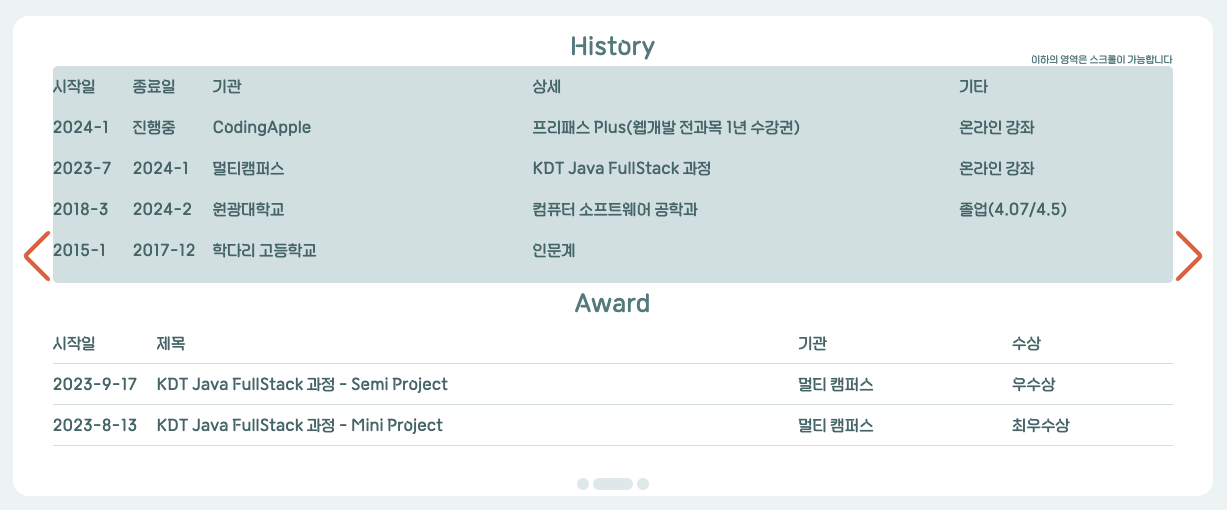 History
이하의 영역은 스크롤이 가능합니다
시작일 종료일 기관 상세 기타
2024-1 진행중 CodingApple 프리패스 Plus(웹개발 전과목 1년 수강권) 온라인 강좌
2023-7 2024-1 멀티캠퍼스 KDT Java FullStack 과정 온라인 강좌
2018-3 2024-2 원광대학교 컴퓨터 소프트웨어 공학과 졸업(4.07/4.5)
2015-1 2017-12 학다리 고등학교 인문계
Award
시작일 제목 기관 수상
2023-9-17 KDT Java FullStack 과정 - Semi Project 멀티 캠퍼스 우수상
2023-8-13 KDT Java FullStack 과정 - Mini Project 멀티 캠퍼스 최우수상